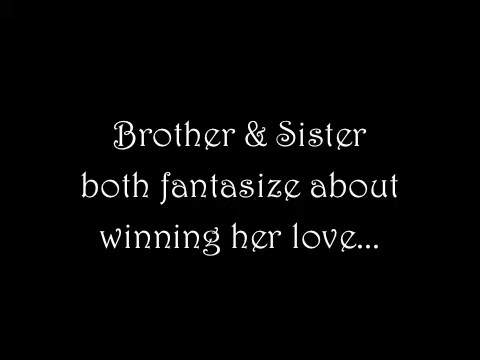 Brother & Sister
both fantasize about
winning her love...